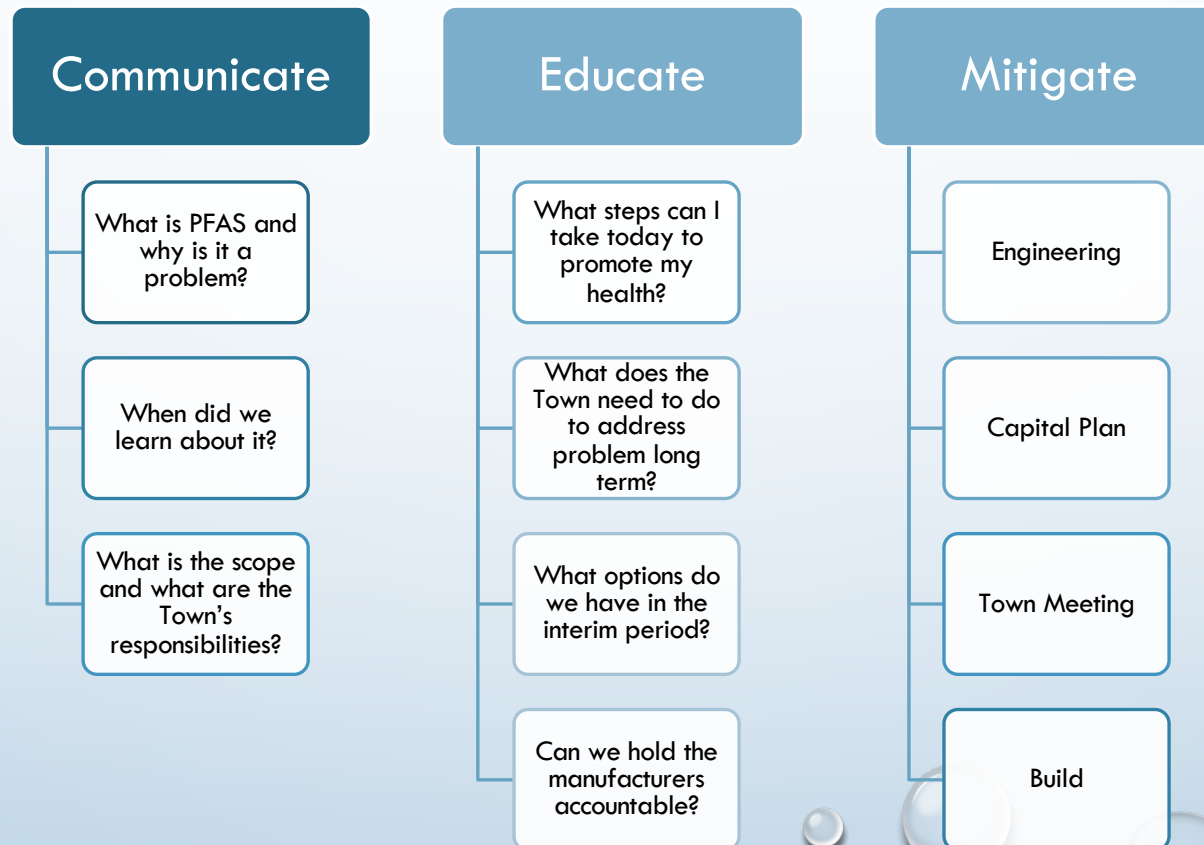 Communicate
What is PFAS and
why is it a
problem?
When did we
learn about it?
What is the scope
and what are the
Town's
responsibilities?
Educate
What steps can I
take today to
promote my
health?
What does the
Town need to do
to address
problem long
term?
What options do
we have in the
interim period?
Can we hold the
manufacturers
accountable?
Mitigate
Engineering
Capital Plan
Town Meeting
Build